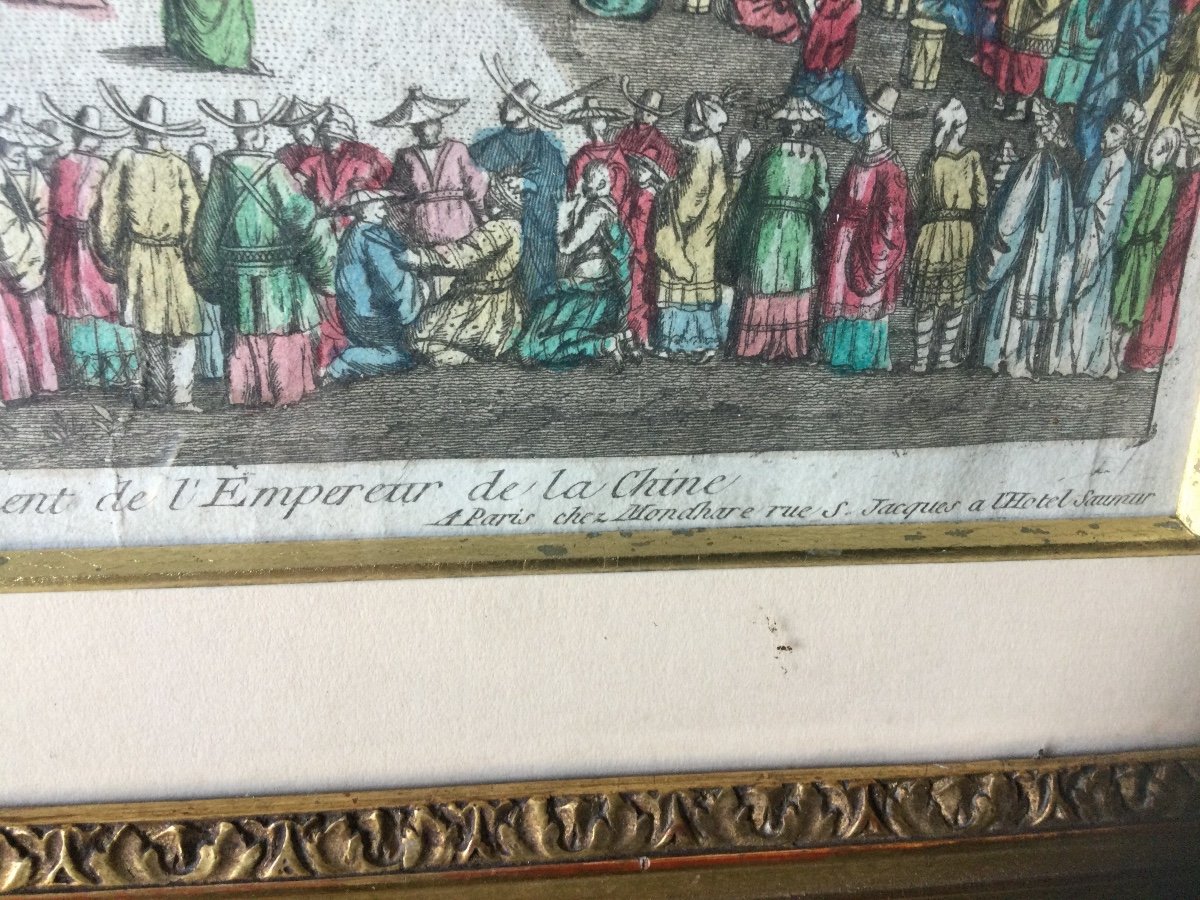 ent de l'Empereur de la Chine
A Paris chez Mondhare rue S. Jacques a l'Hotel Saumur